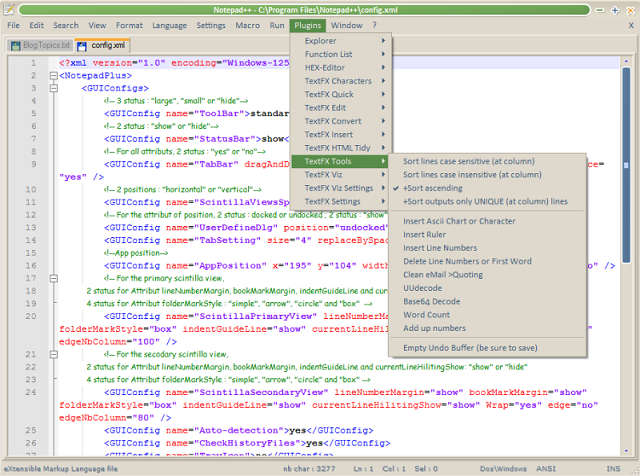 Notepad++ - C:\Program Files\Notepad++\config.xml
File Edit Search View Format Language Settings Macro Run Plugins Window ? X
BlogTopics.txt config.xml
Explorer
Function List
HEX-Editor
TextFX Characters
TextFX Quick
TextFX Edit
TextFX Convert
TextFX Insert
TextFX HTML Tidy
TextFX Tools
TextFX Viz
TextFX Viz Settings
TextFX Settings
Sort lines case sensitive (at column)
Sort lines case insensitive (at column)
+Sort ascending
+Sort outputs only UNIQUE (at column) lines
Insert Ascii Chart or Character
Insert Ruler
Insert Line Numbers
Delete Line Numbers or First Word
Clean eMail >Quoting
UUdecode
Base64 Decode
Word Count
Add up numbers
Empty Undo Buffer (be sure to save)
1 <?xml version="1.0" encoding="Windows-125
2 <NotepadPlus>
3 <GUIConfigs>
4 <!-- 3 status : "large", "small" or "hide"-->
5 <GUIConfig name="ToolBar">standar
6 <!-- 2 status : "show" or "hide"-->
7 <GUIConfig name="StatusBar">show<
8 <!-- For all attributs, 2 status : "yes" or "no"-->
9 <GUIConfig name="TabBar" dragAndD
"yes" />
10 <!-- 2 positions : "horizontal" or "vertical"-->
11 <GUIConfig name="ScintillaViewsSp
12 <!-- For the attribut of position, 2 status : docked or undocked ; 2 status : "show"
13 <GUIConfig name="UserDefineDlg" position="undocked"
14 <GUIConfig name="TabSetting" size="4" replaceBySpac
15 <!--App position-->
16 <GUIConfig name="AppPosition" x="195" y="104" width o" />
17 <!-- For the primary scintilla view,
18 2 status for Attribut lineNumberMargin, bookMarkMargin, indentGuideLine and curre
19 4 status for Attribut folderMarkStyle : "simple", "arrow", "circle" and "box" -->
20 <GUIConfig name="ScintillaPrimaryView" lineNumberMar
folderMarkStyle="box" indentGuideLine="show" currentLineHilit
edgeNbColumn="100" />
21 <!-- For the secodary scintilla view,
22 2 status for Attribut lineNumberMargin, bookMarkMargin, indentGuideLine and currentLineHilitingShow : "show" or "hide"
23 4 status for Attribut folderMarkStyle : "simple", "arrow", "circle" and "box" -->
24 <GUIConfig name="ScintillaSecondaryView" lineNumberMargin="show" bookMarkMargin="show"
folderMarkStyle="box" indentGuideLine="show" currentLineHilitingShow="show" Wrap="yes" edge="no"
edgeNbColumn="80" />
25 <GUIConfig name="Auto-detection">yes</GUIConfig>
26 <GUIConfig name="CheckHistoryFiles">yes</GUIConfig>
eXtensible Markup Language file nb char : 3277 Ln : 1 Col : 1 Sel : 0 Dos\Windows ANSI INS